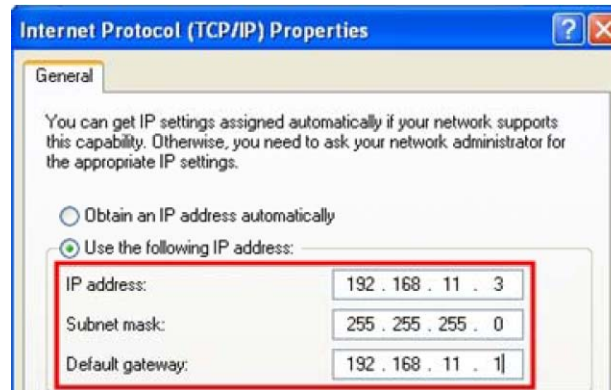 Internet Protocol (TCP/IP) Properties
General
You can get IP settings assigned automatically if your network supports
this capability. Otherwise, you need to ask your network administrator for
the appropriate IP settings.
Obtain an IP address automatically
Use the following IP address:
IP address: 192 . 168 . 11 . 3
Subnet mask: 255 . 255 . 255 . 0
Default gateway: 192 . 168 . 11 . 1